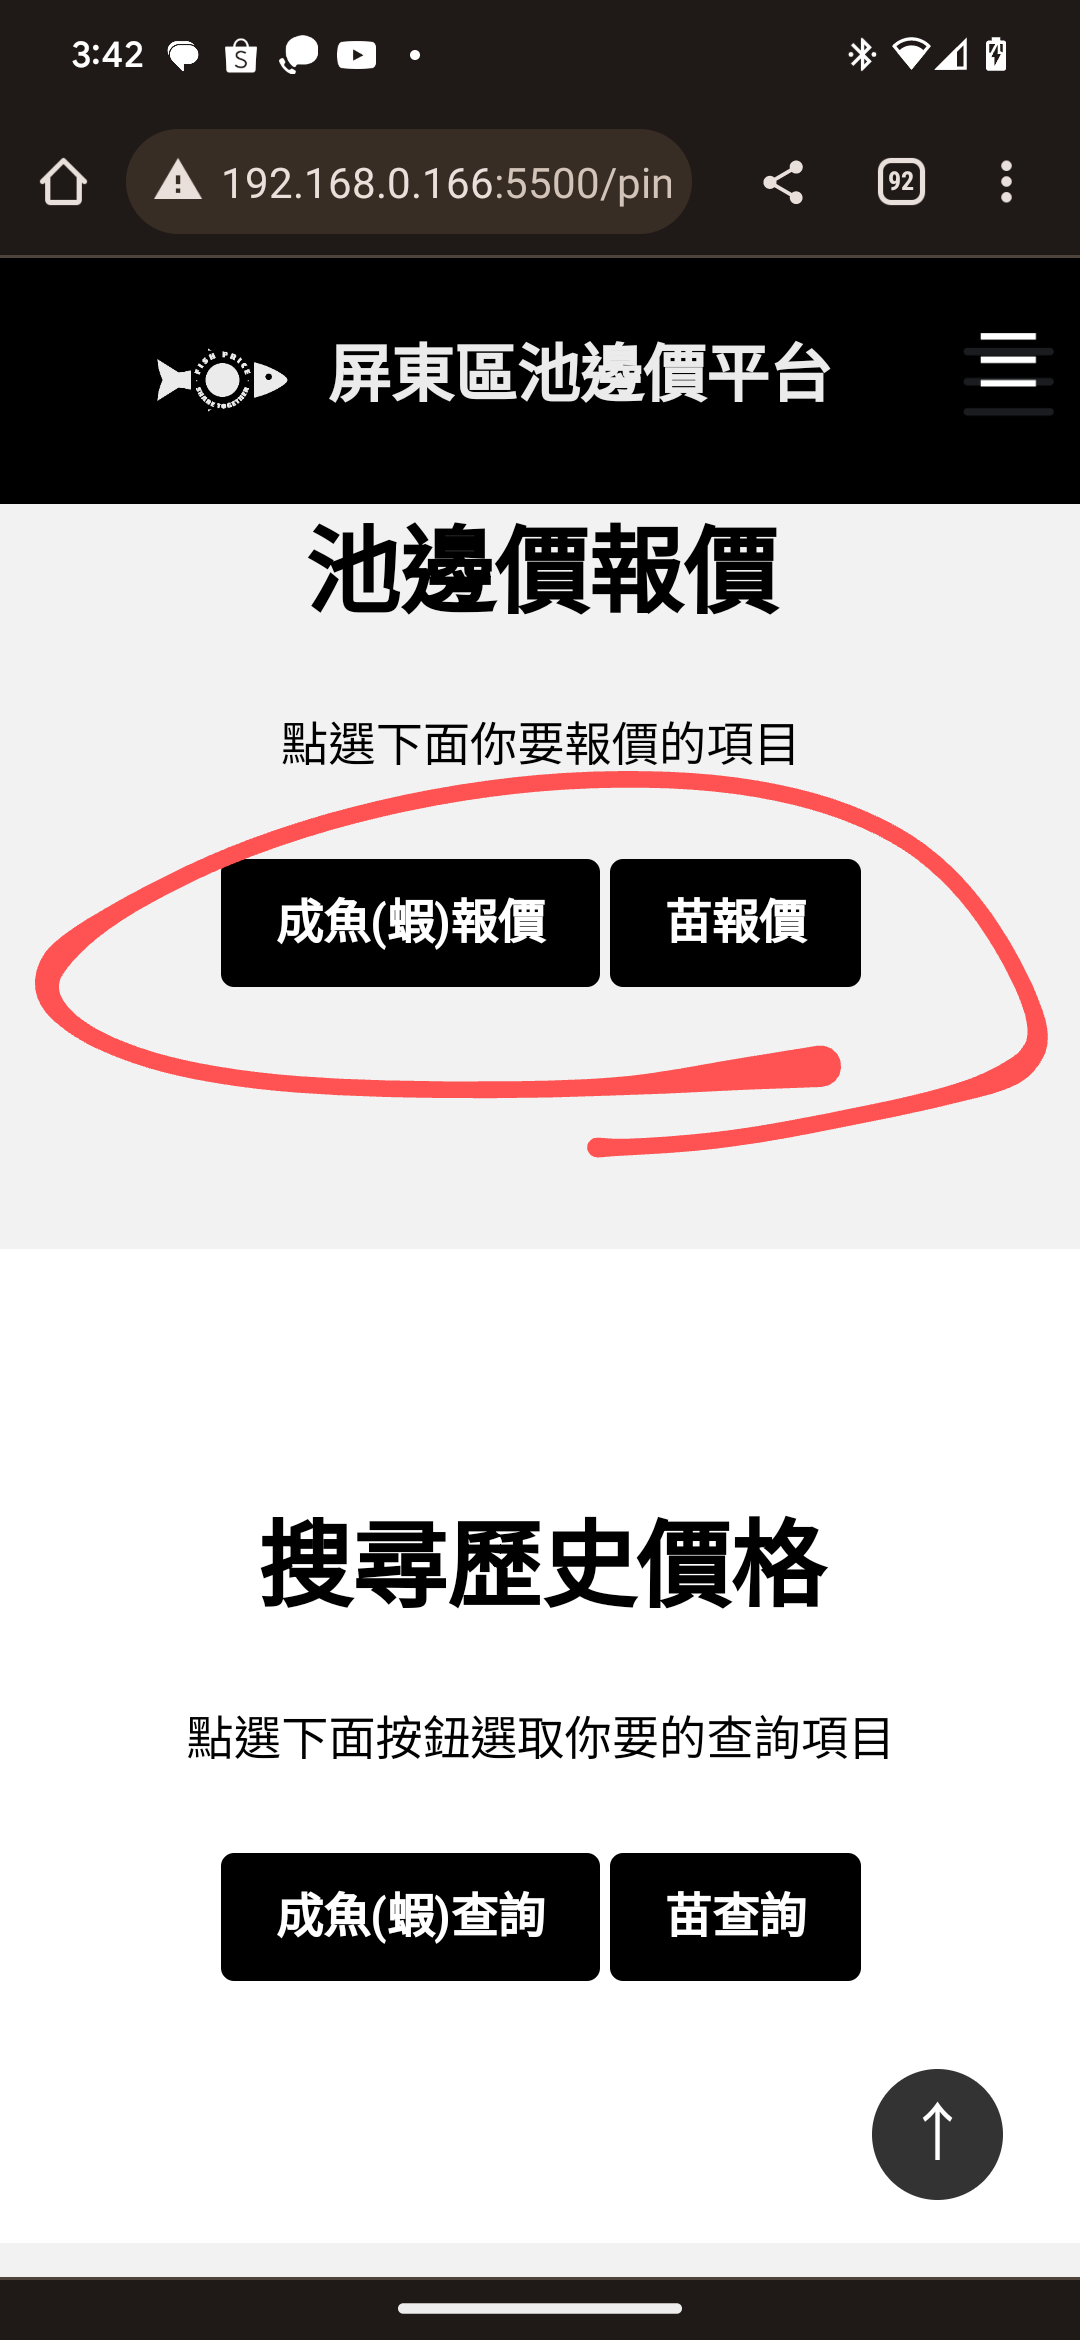 3:42
192.168.0.166:5500/pin
92
FISH PRICE
SHARE TOGETHER
屏東區池邊價平台
池邊價報價
點選下面你要報價的項目
成魚(蝦)報價 苗報價
搜尋歷史價格
點選下面按鈕選取你要的查詢項目
成魚(蝦)查詢 苗查詢